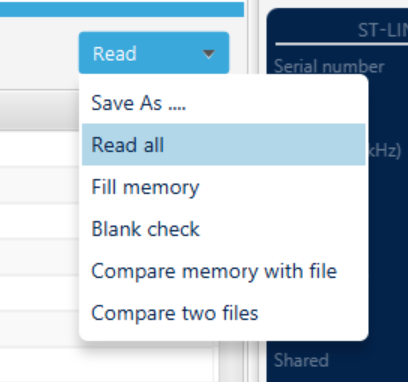 Read
ST-LIN
Serial number
Save As ....
Read all
kHz)
Fill memory
Blank check
Compare memory with file
Compare two files
Shared